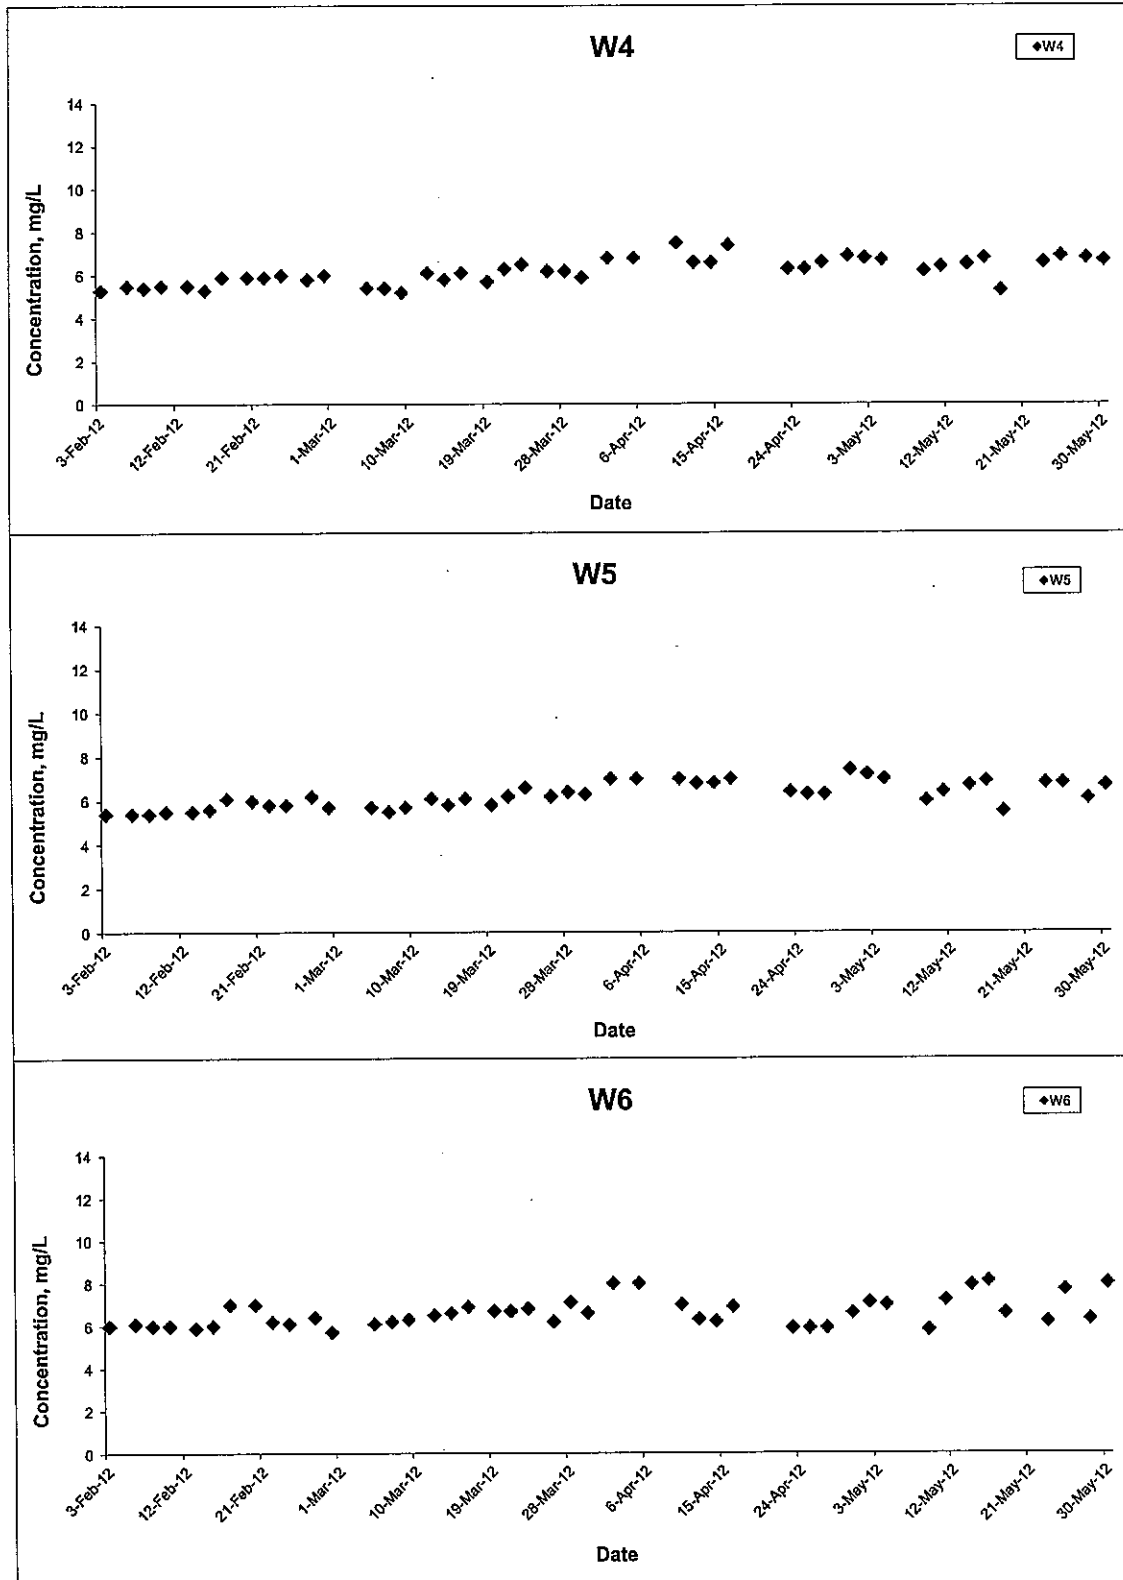 W4
◆W4
14
12
10
8
6
4
2
0
Concentration, mg/L
3-Feb-12
12-Feb-12
21-Feb-12
1-Mar-12
10-Mar-12
19-Mar-12
28-Mar-12
6-Apr-12
15-Apr-12
24-Apr-12
3-May-12
12-May-12
21-May-12
30-May-12
Date
W5
◆W5
14
12
10
8
6
4
2
0
Concentration, mg/L
3-Feb-12
12-Feb-12
21-Feb-12
1-Mar-12
10-Mar-12
19-Mar-12
28-Mar-12
6-Apr-12
15-Apr-12
24-Apr-12
3-May-12
12-May-12
21-May-12
30-May-12
Date
W6
◆W6
14
12
10
8
6
4
2
0
Concentration, mg/L
3-Feb-12
12-Feb-12
21-Feb-12
1-Mar-12
10-Mar-12
19-Mar-12
28-Mar-12
6-Apr-12
15-Apr-12
24-Apr-12
3-May-12
12-May-12
21-May-12
30-May-12
Date